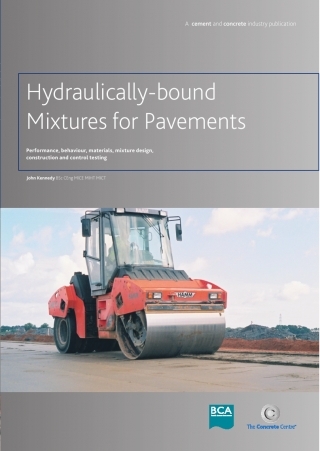 A cement and concrete industry publication
Hydraulically-bound
Mixtures for Pavements
Performance, behaviour, materials, mixture design,
construction and control testing
John Kennedy BSc CEng MICE MIHT MICT
HAMM
BCA
The Concrete Centre